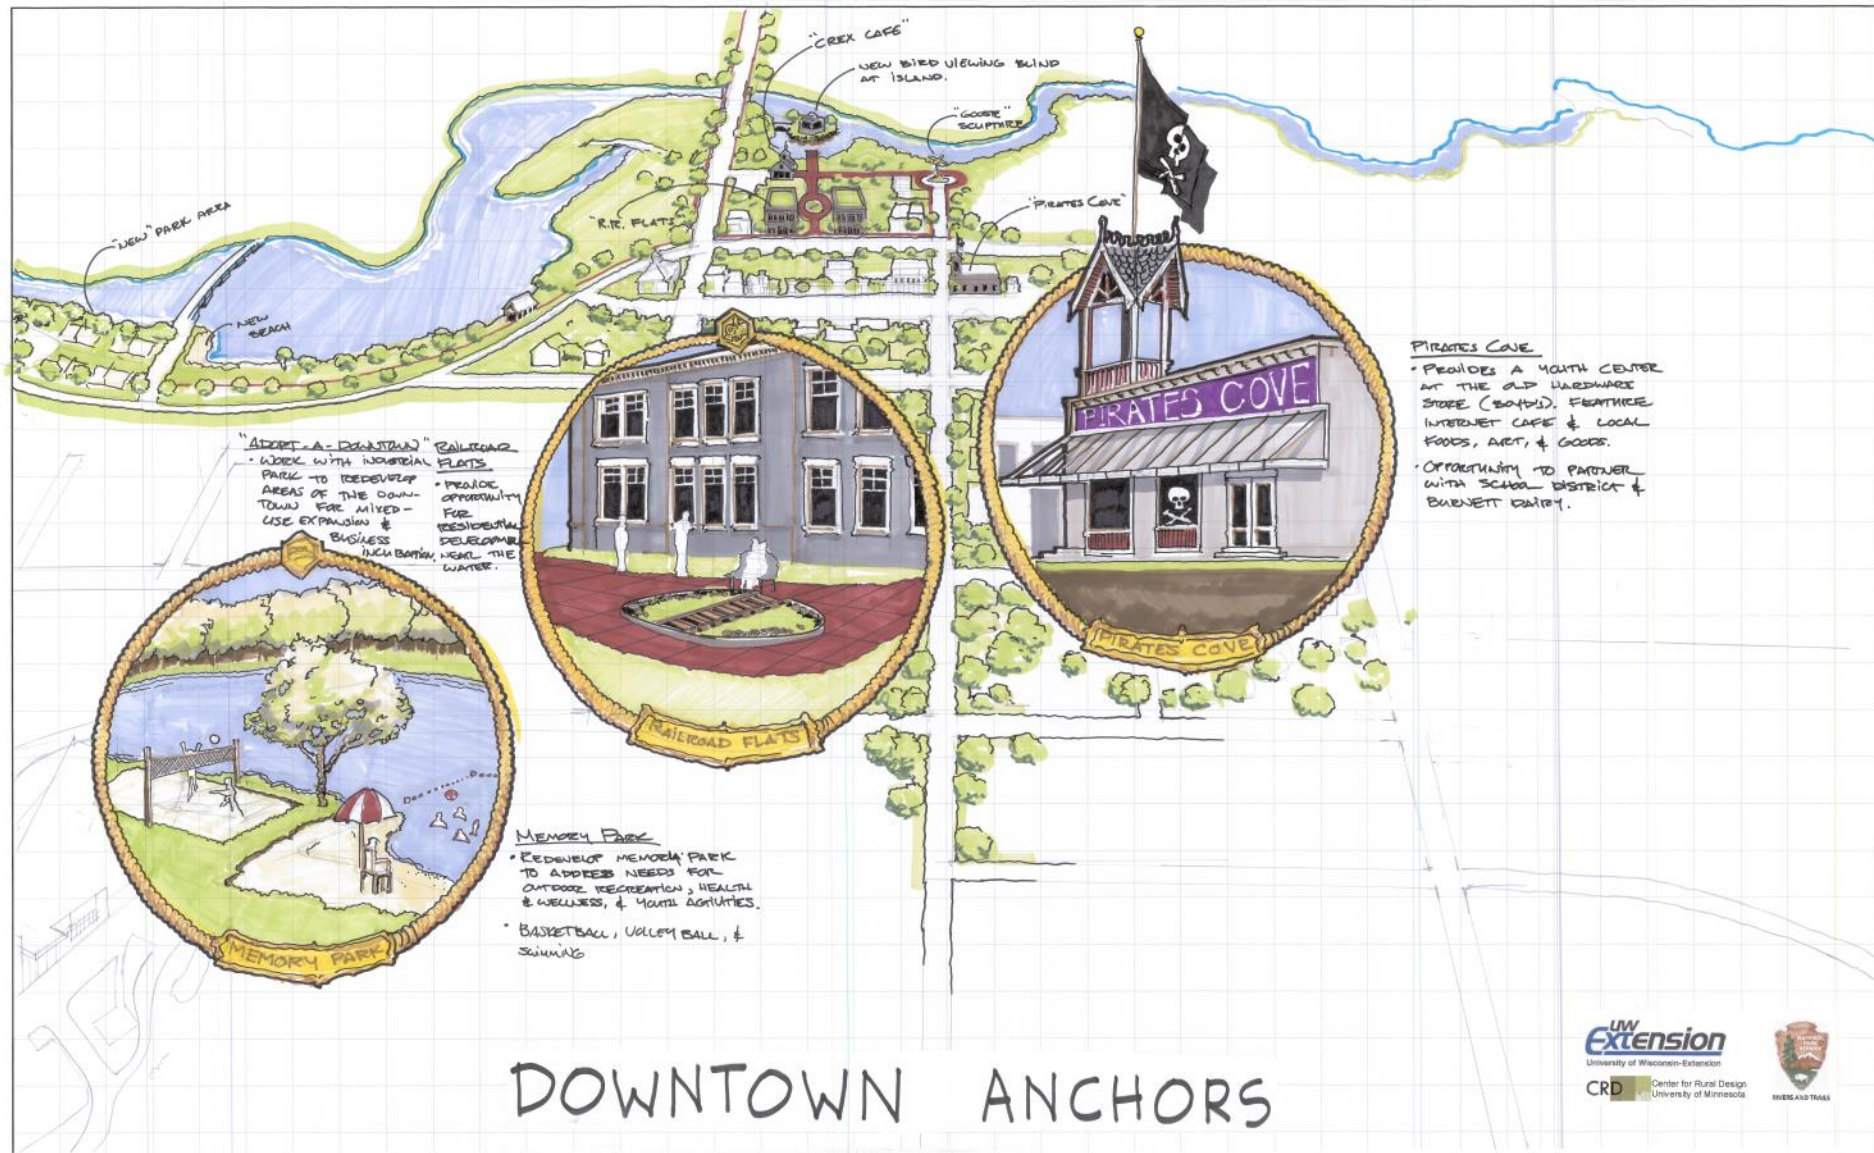 "CREX CAFE"
NEW BIRD VIEWING BLIND
AT ISLAND.
"GOOSE"
SCULPTURE
"PIRATES COVE"
"R.R. FLATS"
"NEW" PARK AREA
NEW
BEACH
PIRATES COVE
PIRATES COVE
PIRATES COVE
• PROVIDES A YOUTH CENTER
AT THE OLD HARDWARE
STORE (BOYD'S). FEATURE
INTERNET CAFE & LOCAL
FOODS, ART, & GOODS.
• OPPORTUNITY TO PARTNER
WITH SCHOOL DISTRICT &
BURNETT DAIRY.
"ADOPT-A-DOWNTOWN"
• WORK WITH INDUSTRIAL
PARK TO REDEVELOP
AREAS OF THE DOWN-
TOWN FOR MIXED-
USE EXPANSION &
BUSINESS
INCUBATION.
RAILROAD
FLATS
• PROVIDE
OPPORTUNITY
FOR
RESIDENTIAL
DEVELOPMENT
NEAR THE
WATER.
RAILROAD FLATS
MEMORY PARK
MEMORY PARK
• REDEVELOP MEMORY PARK
TO ADDRESS NEEDS FOR
OUTDOOR RECREATION, HEALTH
& WELLNESS, & YOUTH ACTIVITIES.
• BASKETBALL, VOLLEY BALL, &
SWIMMING
DOWNTOWN ANCHORS
UW
Extension
University of Wisconsin-Extension
CRD
Center for Rural Design
University of Minnesota
RIVERS AND TRAILS